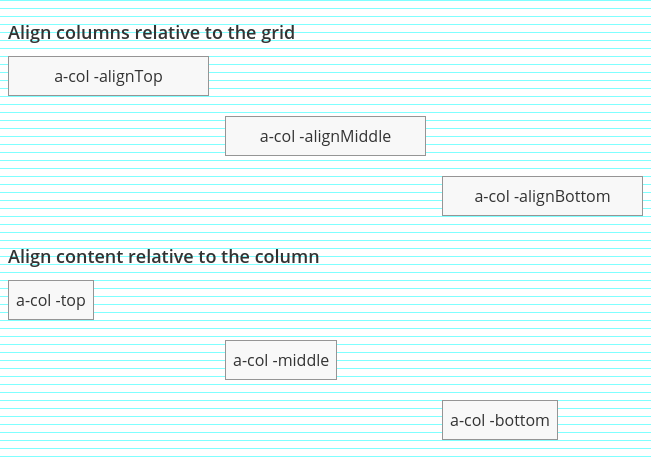 Align columns relative to the grid
a-col -alignTop
a-col -alignMiddle
a-col -alignBottom
Align content relative to the column
a-col -top
a-col -middle
a-col -bottom